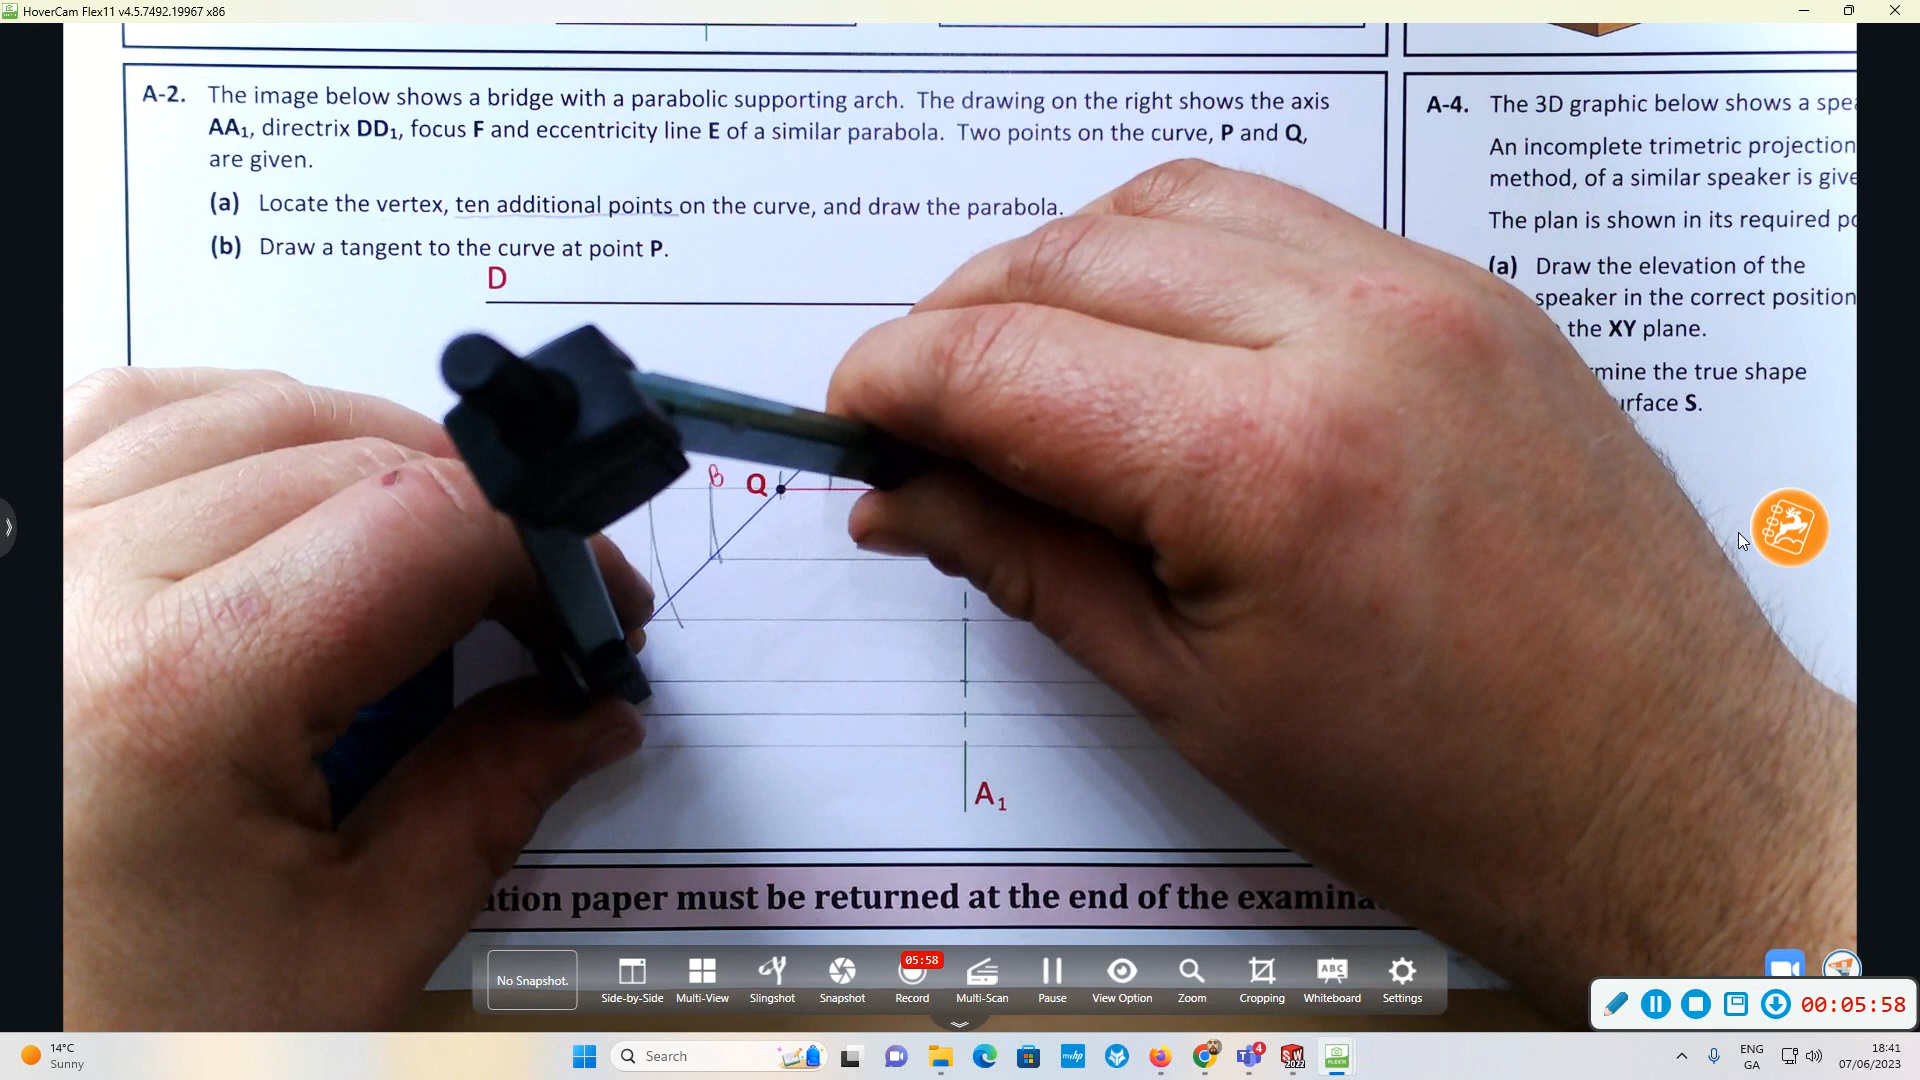 HoverCam Flex11 v4.5.7492.19967 x86
A-2. The image below shows a bridge with a parabolic supporting arch. The drawing on the right shows the axis
AA1, directrix DD1, focus F and eccentricity line E of a similar parabola. Two points on the curve, P and Q,
are given.
(a) Locate the vertex, ten additional points on the curve, and draw the parabola.
(b) Draw a tangent to the curve at point P.
D
B
Q
A1
A-4. The 3D graphic below shows a
An incomplete trimetric projection
method, of a similar speaker is
The plan is shown in its required
(a) Draw the elevation of the
speaker in the correct position
the XY plane.
the true shape
S.
paper must be returned at the end of the
No Snapshot.
Side-by-Side
Multi-View
Slingshot
Snapshot
05:58
Record
Multi-Scan
Pause
View Option
Zoom
Cropping
ABC
Whiteboard
Settings
00:05:58
14°C
Sunny
Search
myhp
4
SW
2022
FLEX11
ENG
GA
18:41
07/06/2023